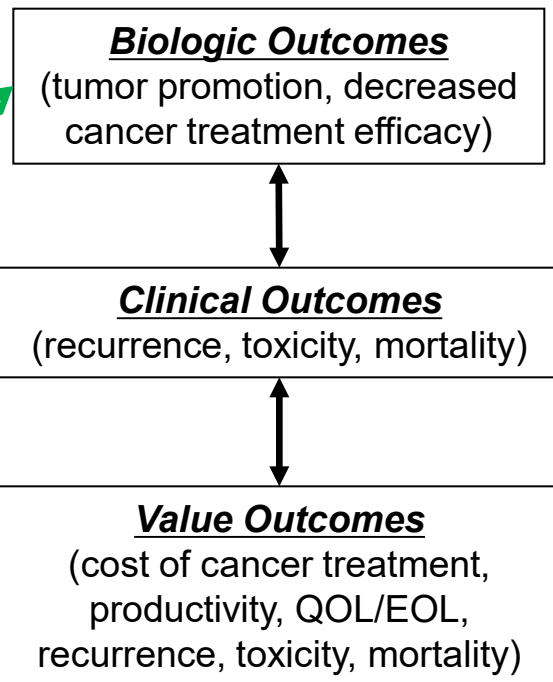 Biologic Outcomes
(tumor promotion, decreased
cancer treatment efficacy)
Clinical Outcomes
(recurrence, toxicity, mortality)
Value Outcomes
(cost of cancer treatment,
productivity, QOL/EOL,
recurrence, toxicity, mortality)